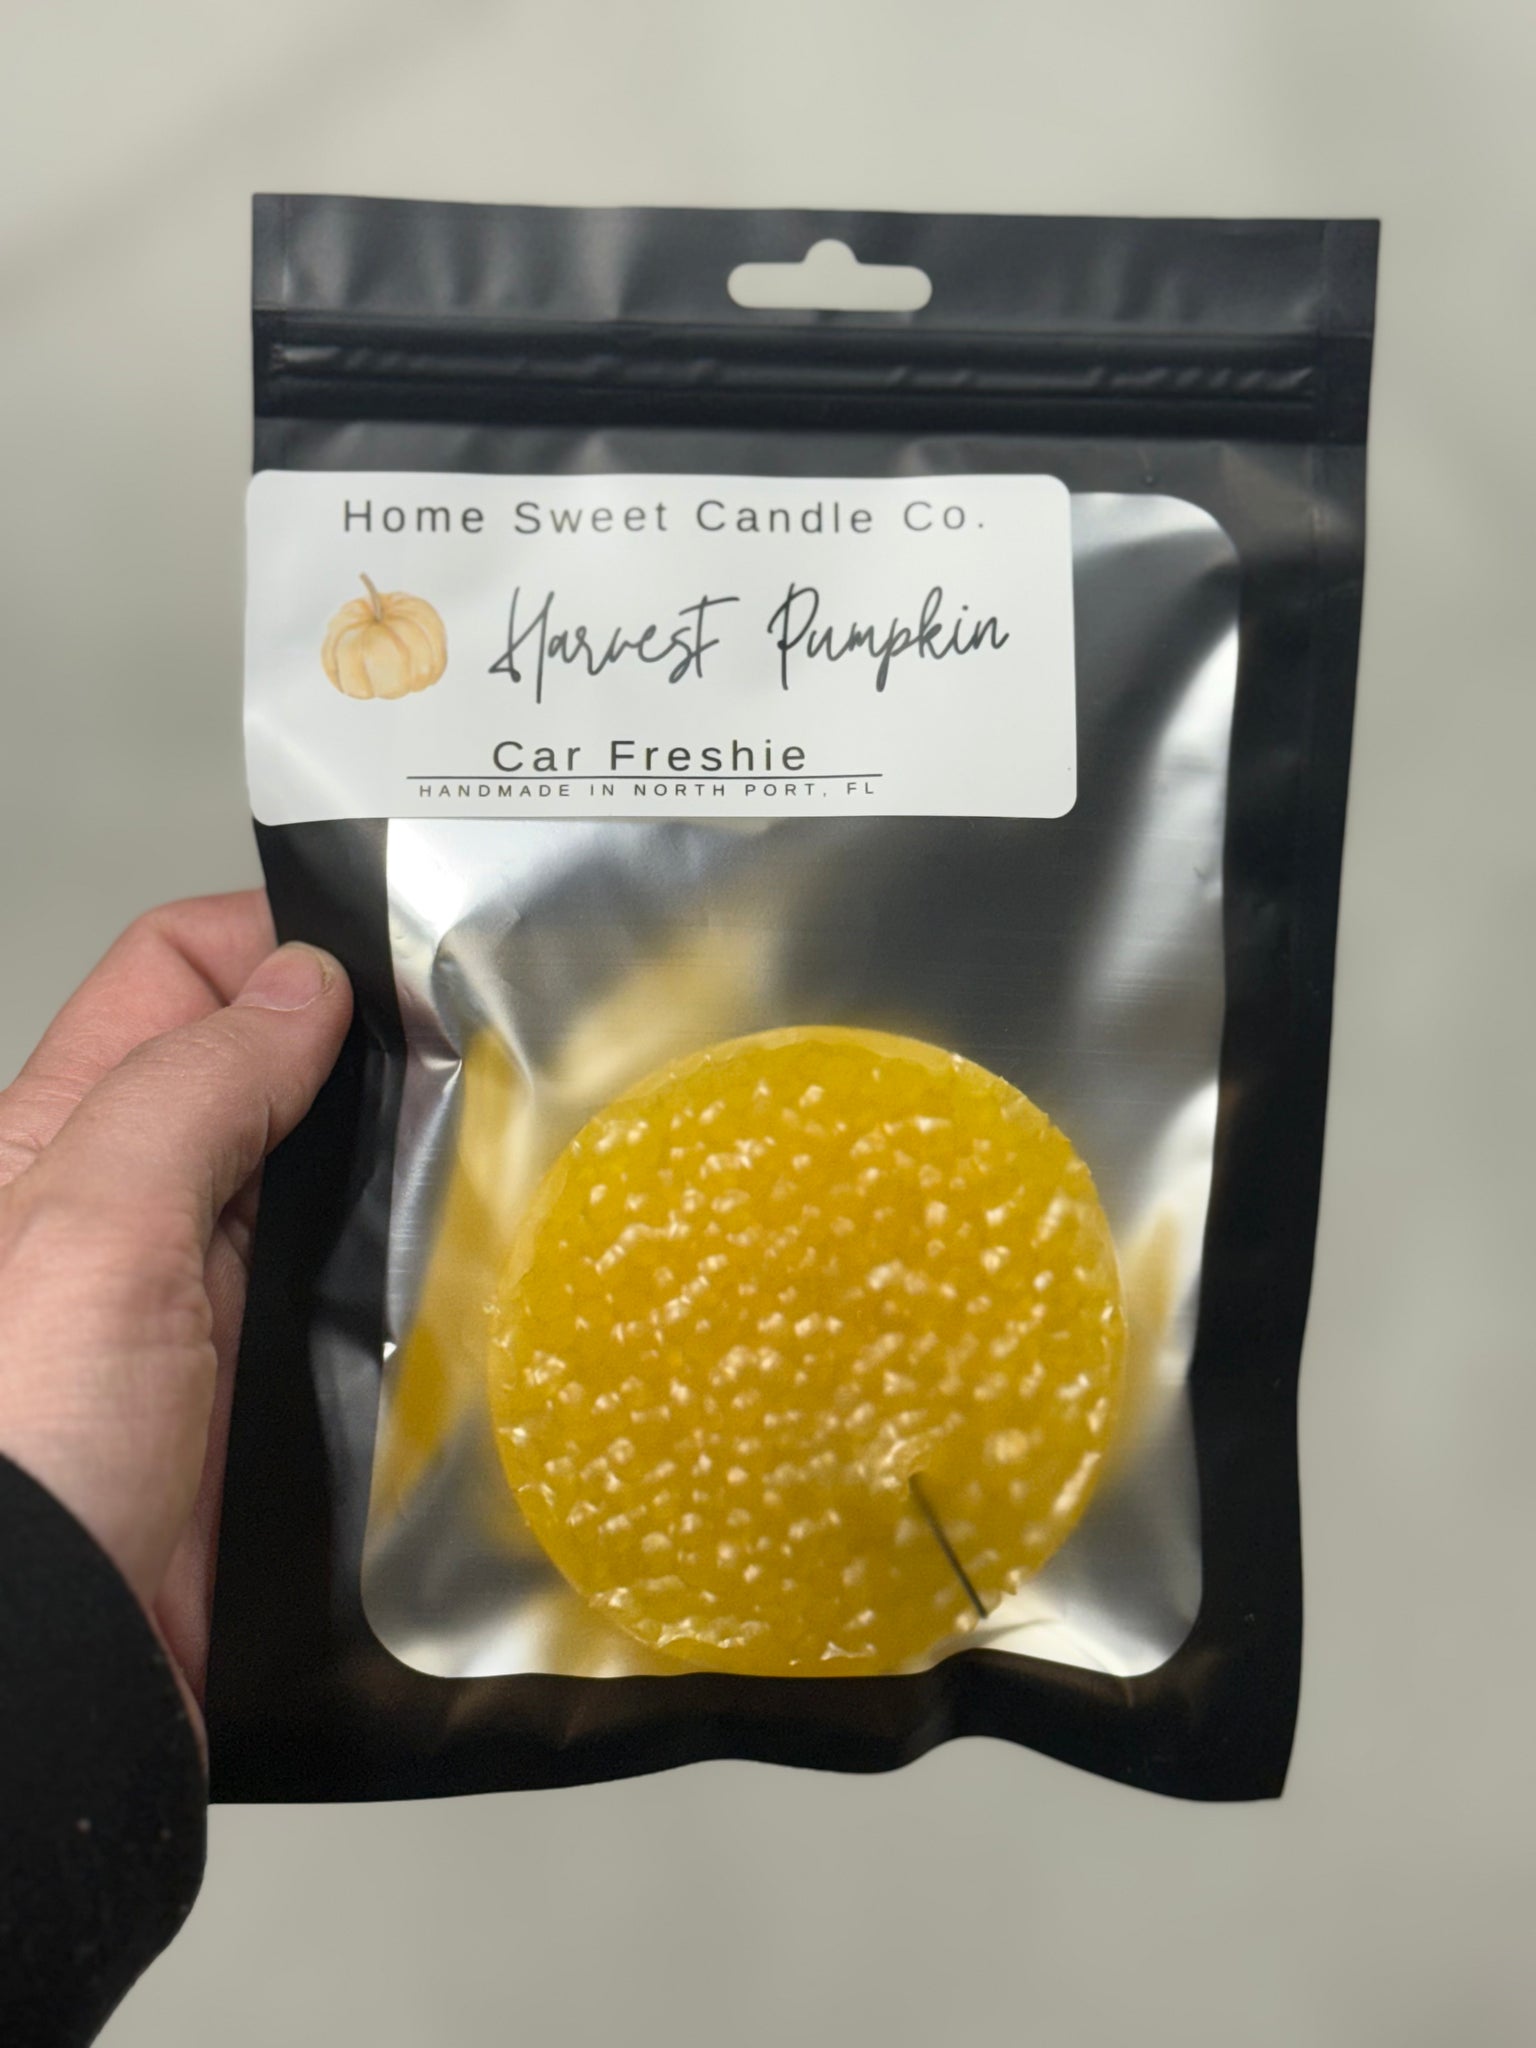 Home Sweet Candle Co.
Harvest Pumpkin
Car Freshie
HANDMADE IN NORTH PORT, FL